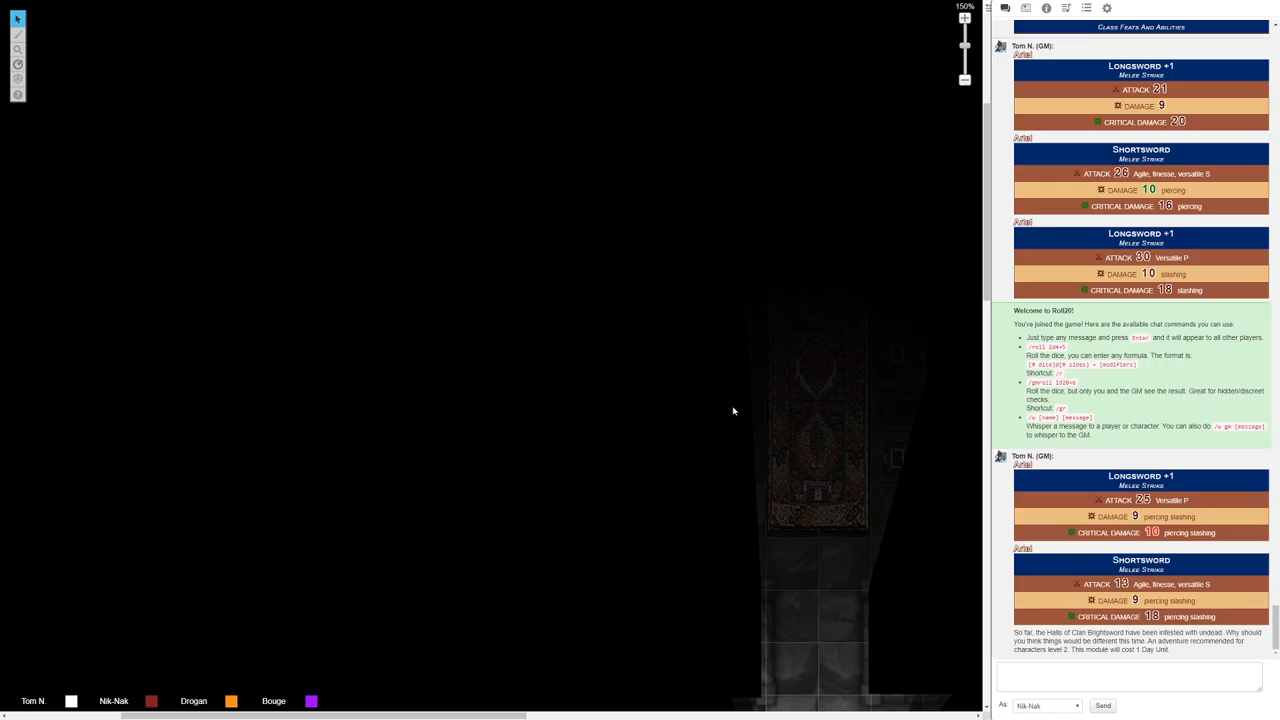 150%
Class Feats And Abilities
Tom N. (GM):
Ariel
Longsword +1
Melee Strike
ATTACK 21
DAMAGE 9
CRITICAL DAMAGE 20
Ariel
Shortsword
Melee Strike
ATTACK 26 Agile, finesse, versatile S
DAMAGE 10 piercing
CRITICAL DAMAGE 16 piercing
Ariel
Longsword +1
Melee Strike
ATTACK 30 Versatile P
DAMAGE 10 slashing
CRITICAL DAMAGE 18 slashing
Welcome to Roll20!
You've joined the game! Here are the available chat commands you can use:
• Just type any message and press Enter and it will appear to all other players.
• /roll 2d4+5
Roll the dice, you can enter any formula. The format is:
[# dice]d[# sides] + [modifiers]
Shortcut: /r
• /gmroll 1d20+6
Roll the dice, but only you and the GM see the result. Great for hidden/discreet
checks.
Shortcut: /gr
• /w [name] [message]
Whisper a message to a player or character. You can also do /w gm [message]
to whisper to the GM.
Tom N. (GM):
Ariel
Longsword +1
Melee Strike
ATTACK 25 Versatile P
DAMAGE 9 piercing slashing
CRITICAL DAMAGE 10 piercing slashing
Ariel
Shortsword
Melee Strike
ATTACK 13 Agile, finesse, versatile S
DAMAGE 9 piercing slashing
CRITICAL DAMAGE 18 piercing slashing
So far, the Halls of Clan Brightsword have been infested with undead. Why should
you think things would be different this time. An adventure recommended for
characters level 2. This module will cost 1 Day Unit.
Tom N. Nik-Nak Drogan Bouge
As: Nik-Nak Send